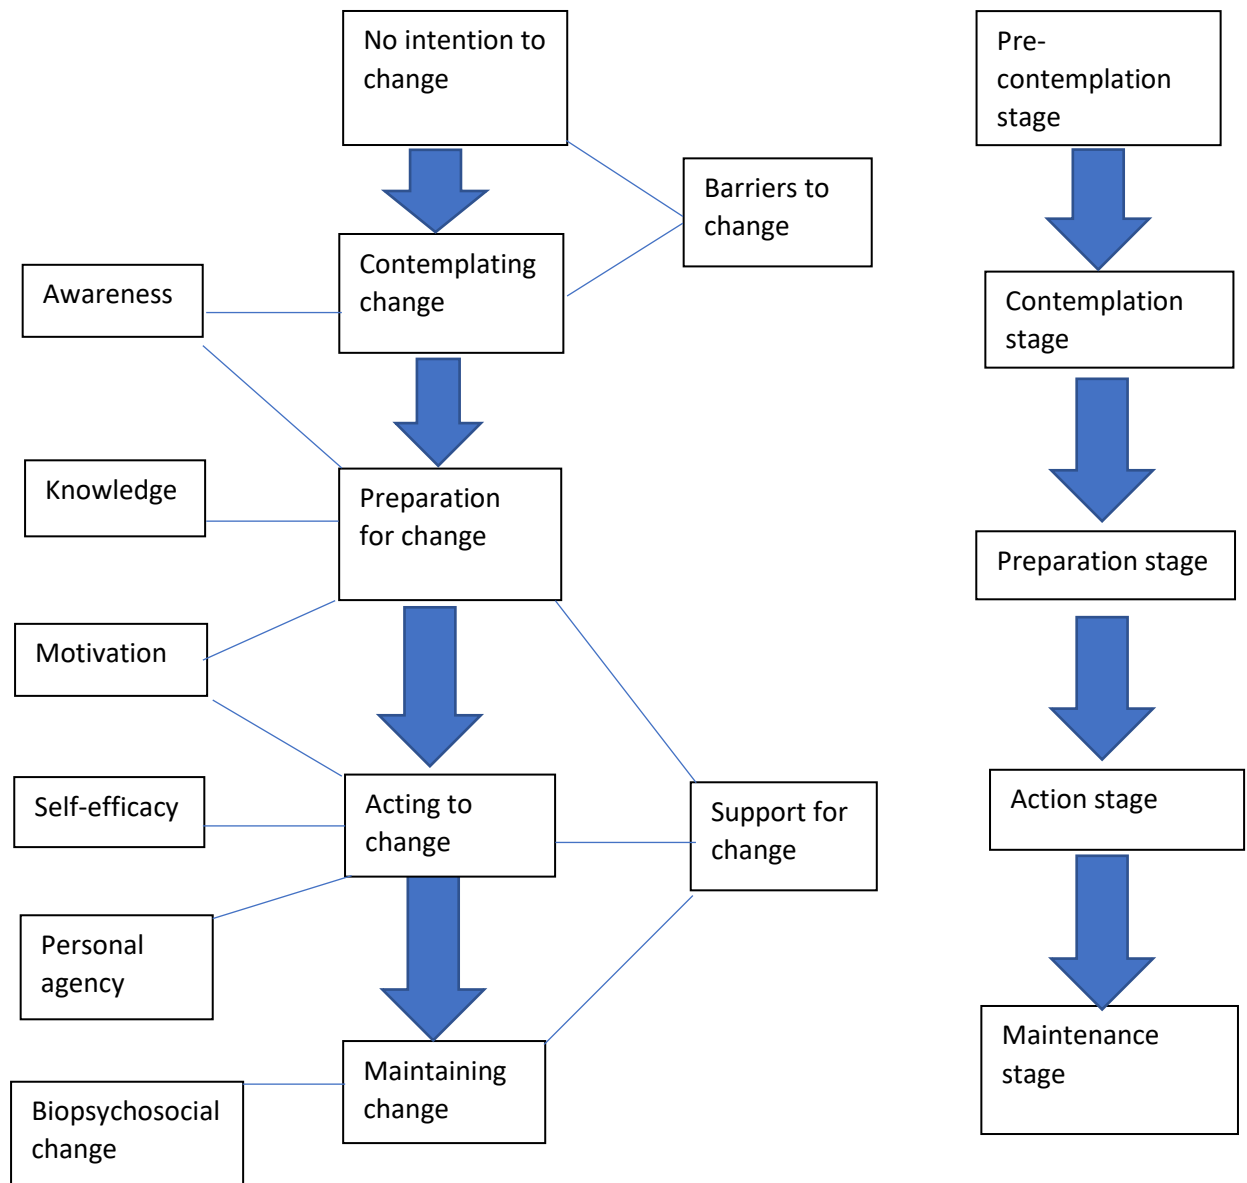 No intention to
change
Pre-
contemplation
stage
Barriers to
change
Contemplating
change
Awareness
Contemplation
stage
Knowledge
Preparation
for change
Preparation stage
Motivation
Self-efficacy
Acting to
change
Support for
change
Action stage
Personal
agency
Maintaining
change
Maintenance
stage
Biopsychosocial
change